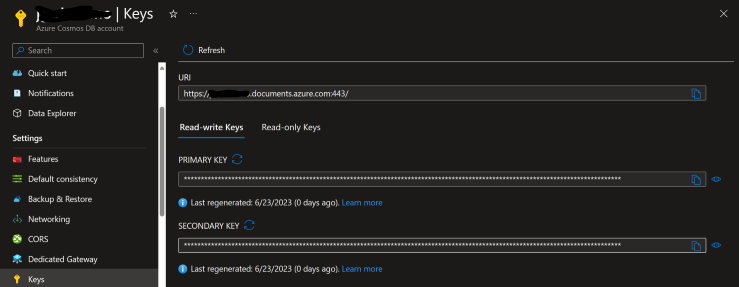 | Keys
Azure Cosmos DB account
Search
Quick start
Notifications
Data Explorer
Settings
Features
Default consistency
Backup & Restore
Networking
CORS
Dedicated Gateway
Keys
Refresh
URI
https://.documents.azure.com:443/
Read-write Keys Read-only Keys
PRIMARY KEY
Last regenerated: 6/23/2023 (0 days ago). Learn more
SECONDARY KEY
Last regenerated: 6/23/2023 (0 days ago). Learn more